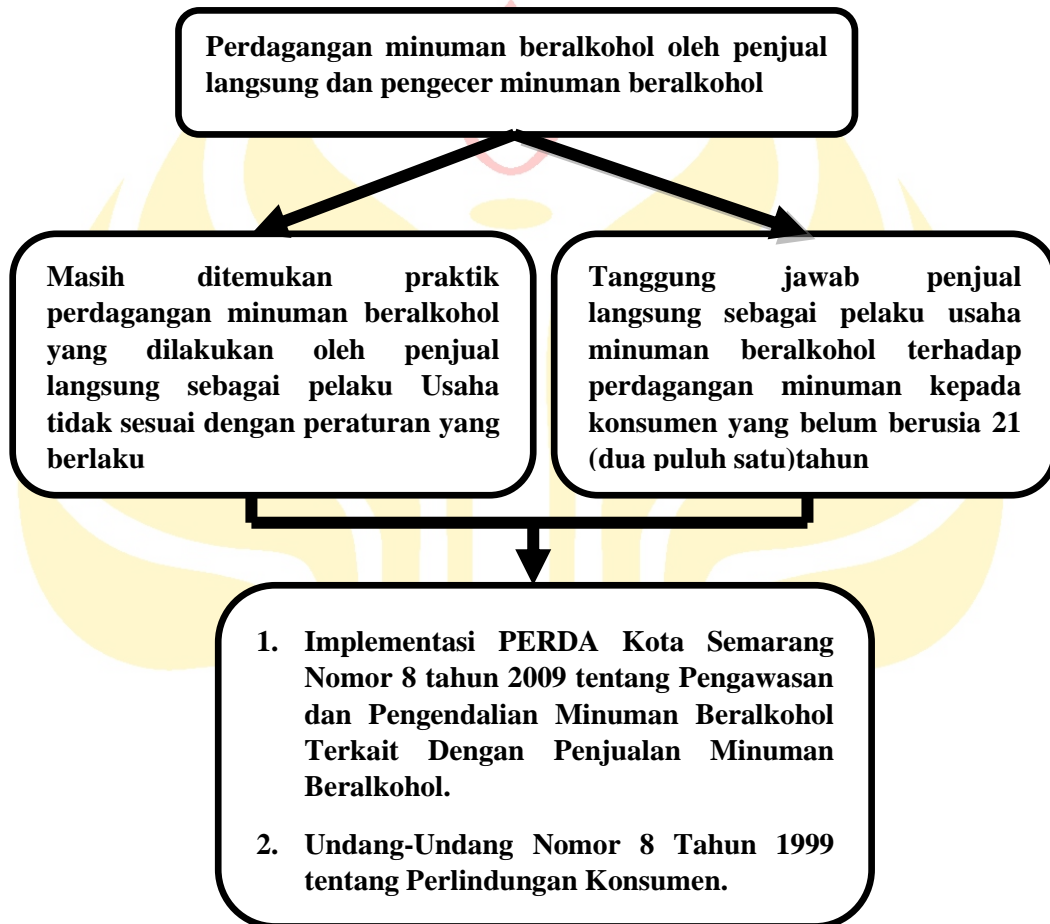 Perdagangan minuman beralkohol oleh penjual
langsung dan pengecer minuman beralkohol
Masih ditemukan praktik
perdagangan minuman beralkohol
yang dilakukan oleh penjual
langsung sebagai pelaku Usaha
tidak sesuai dengan peraturan yang
berlaku
Tanggung jawab penjual
langsung sebagai pelaku usaha
minuman beralkohol terhadap
perdagangan minuman kepada
konsumen yang belum berusia 21
(dua puluh satu)tahun
1. Implementasi PERDA Kota Semarang
Nomor 8 tahun 2009 tentang Pengawasan
dan Pengendalian Minuman Beralkohol
Terkait Dengan Penjualan Minuman
Beralkohol.
2. Undang-Undang Nomor 8 Tahun 1999
tentang Perlindungan Konsumen.